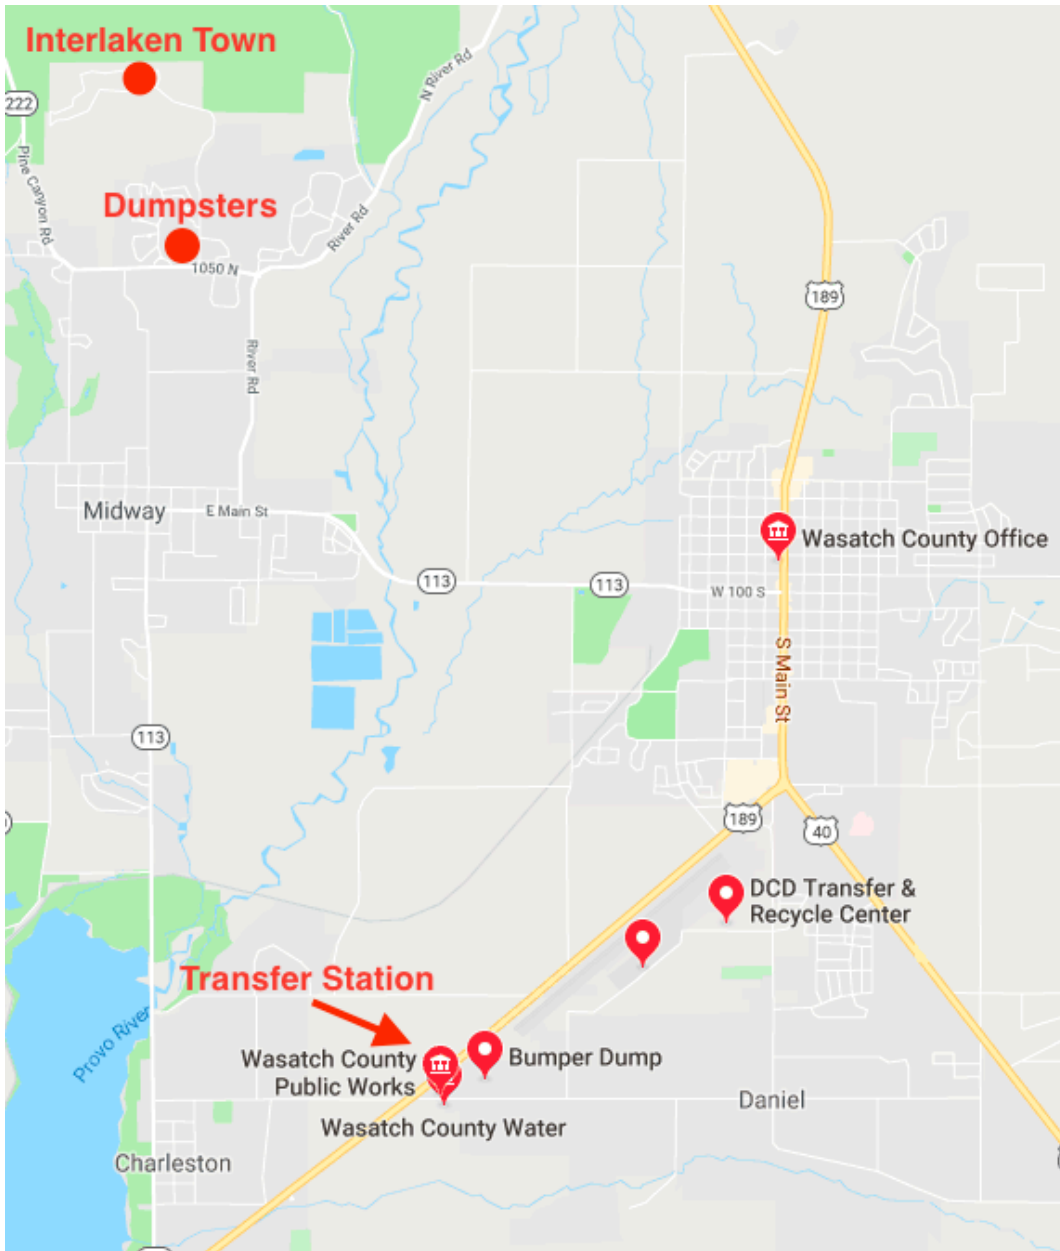 Interlaken Town
N River Rd
222
Pine Canyon Rd
Dumpsters
River Rd
1050 N
189
River Rd
Midway
E Main St
Wasatch County Office
113
113
W 100 S
S Main St
113
189
40
DCD Transfer &
Recycle Center
Transfer Station
Provo River
Wasatch County
Public Works
Bumper Dump
Daniel
Wasatch County Water
Charleston